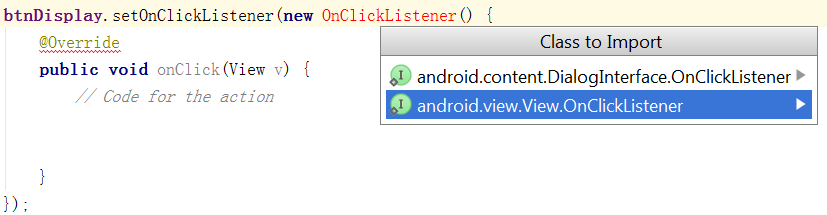 btnDisplay.setOnClickListener(new OnClickListener() {
@Override
public void onClick(View v) {
// Code for the action
}
});
Class to Import
I android.content.DialogInterface.OnClickListener
I android.view.View.OnClickListener